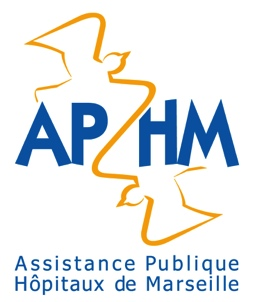 AP HM
Assistance Publique
Hôpitaux de Marseille